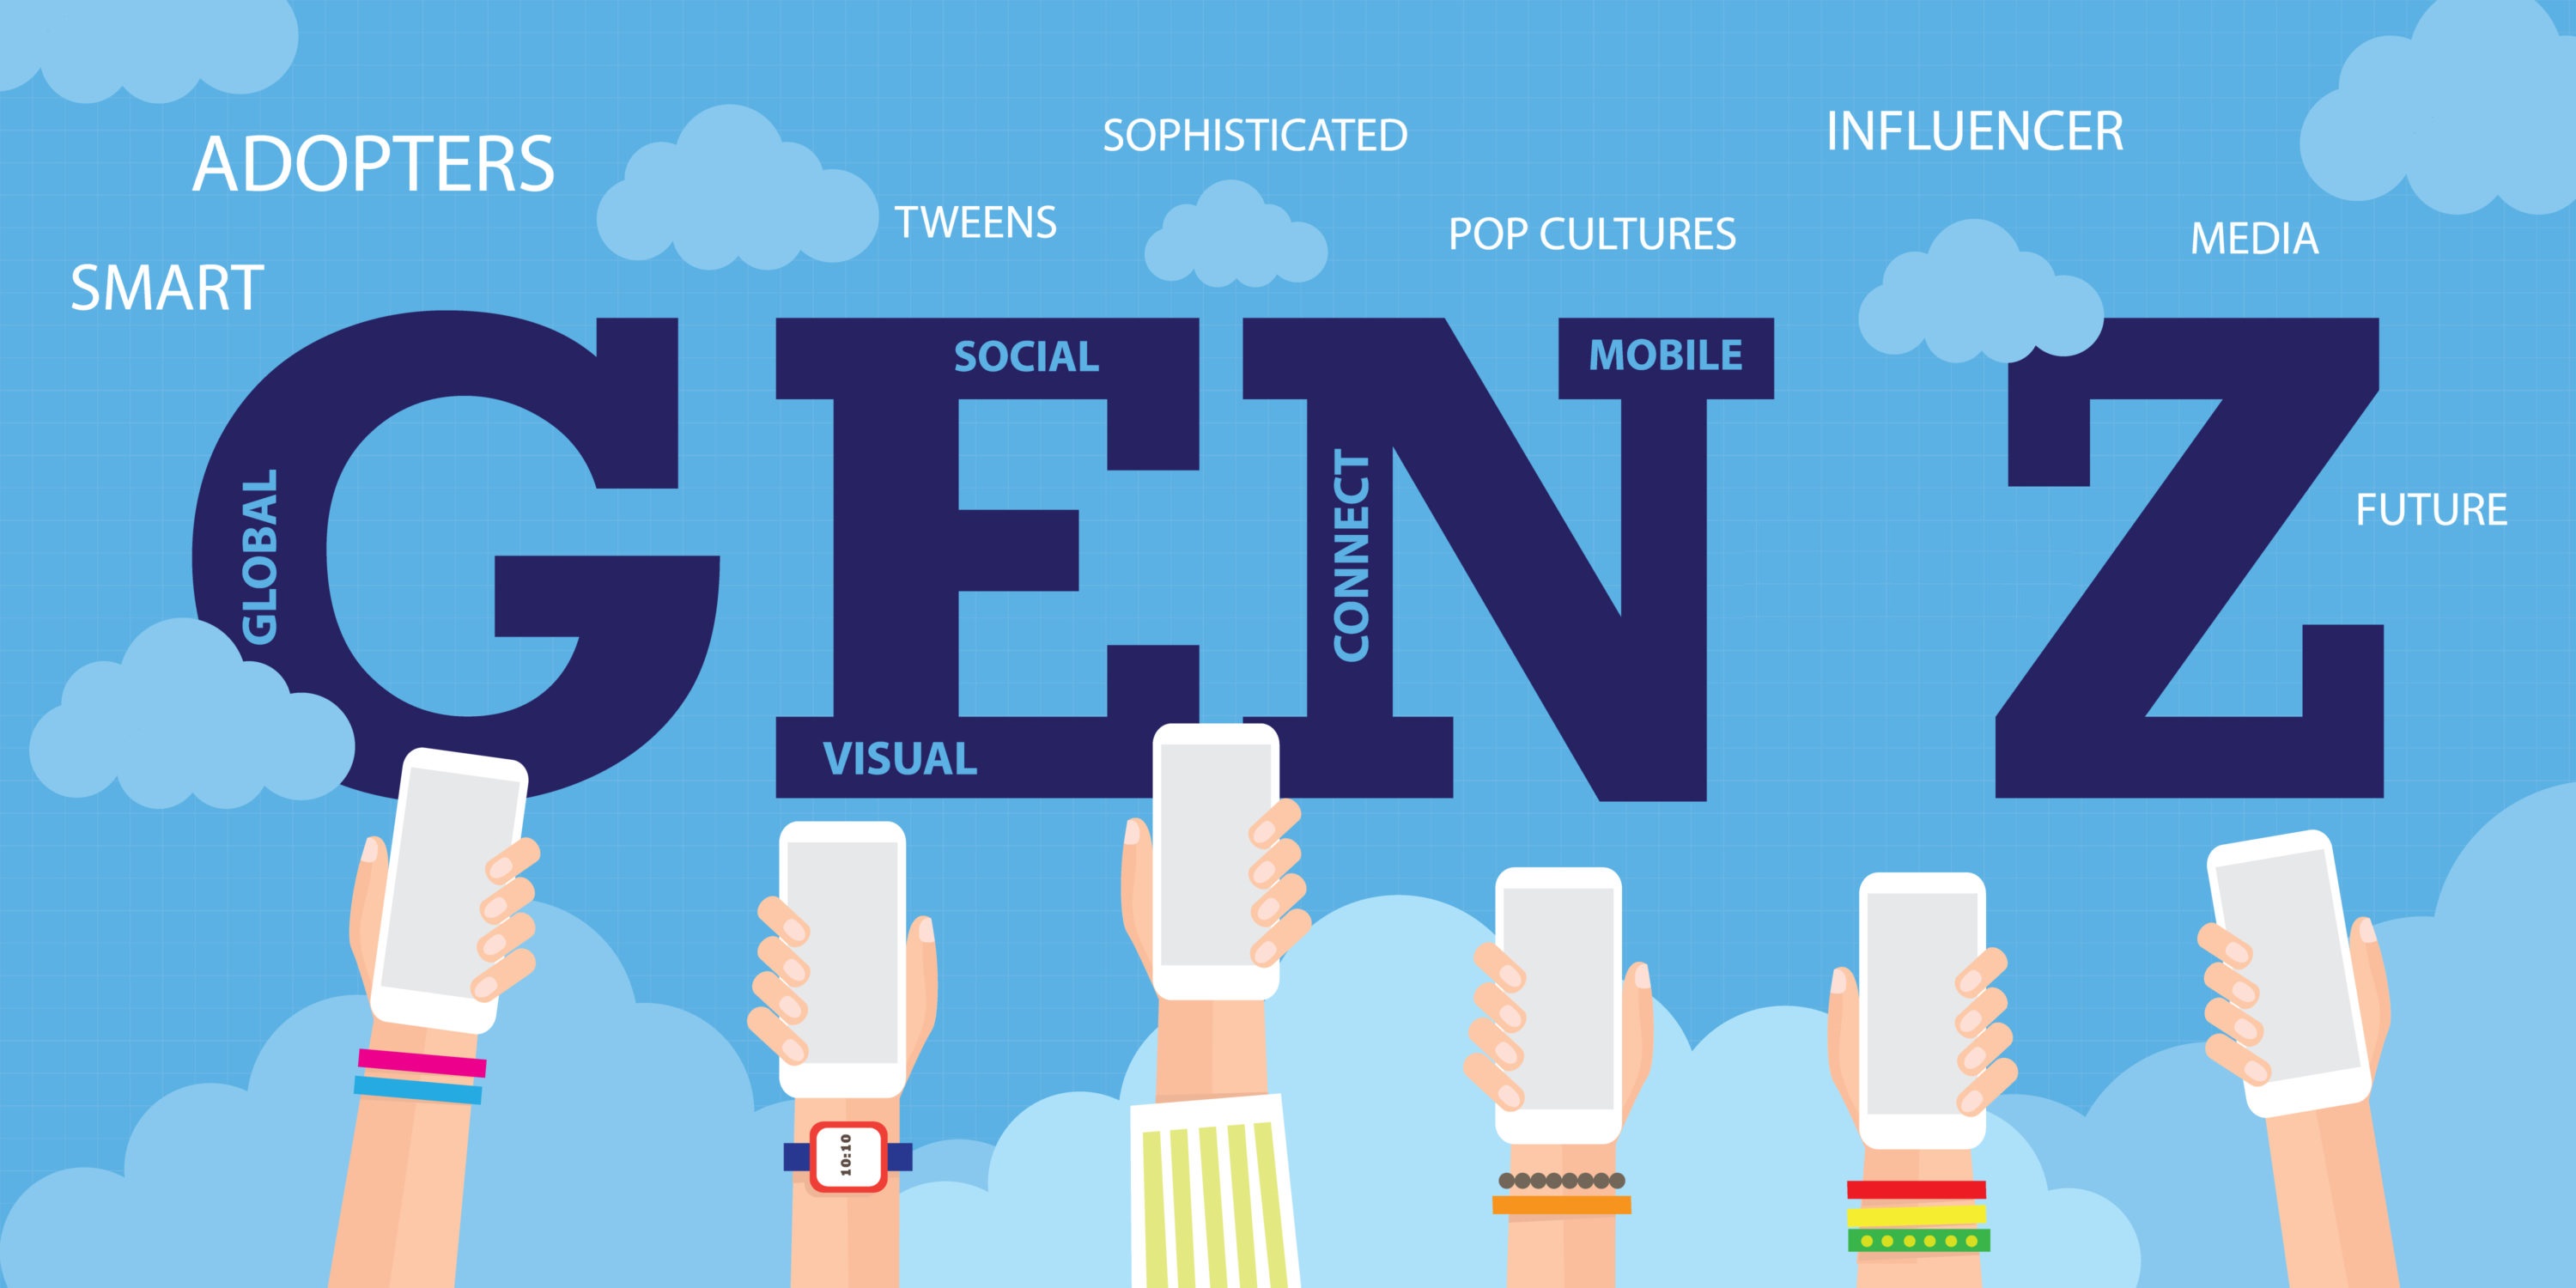 ADOPTERS
SOPHISTICATED
INFLUENCER
TWEENS
POP CULTURES
MEDIA
SMART
GEN Z
SOCIAL
MOBILE
GLOBAL
CONNECT
FUTURE
VISUAL
10:10